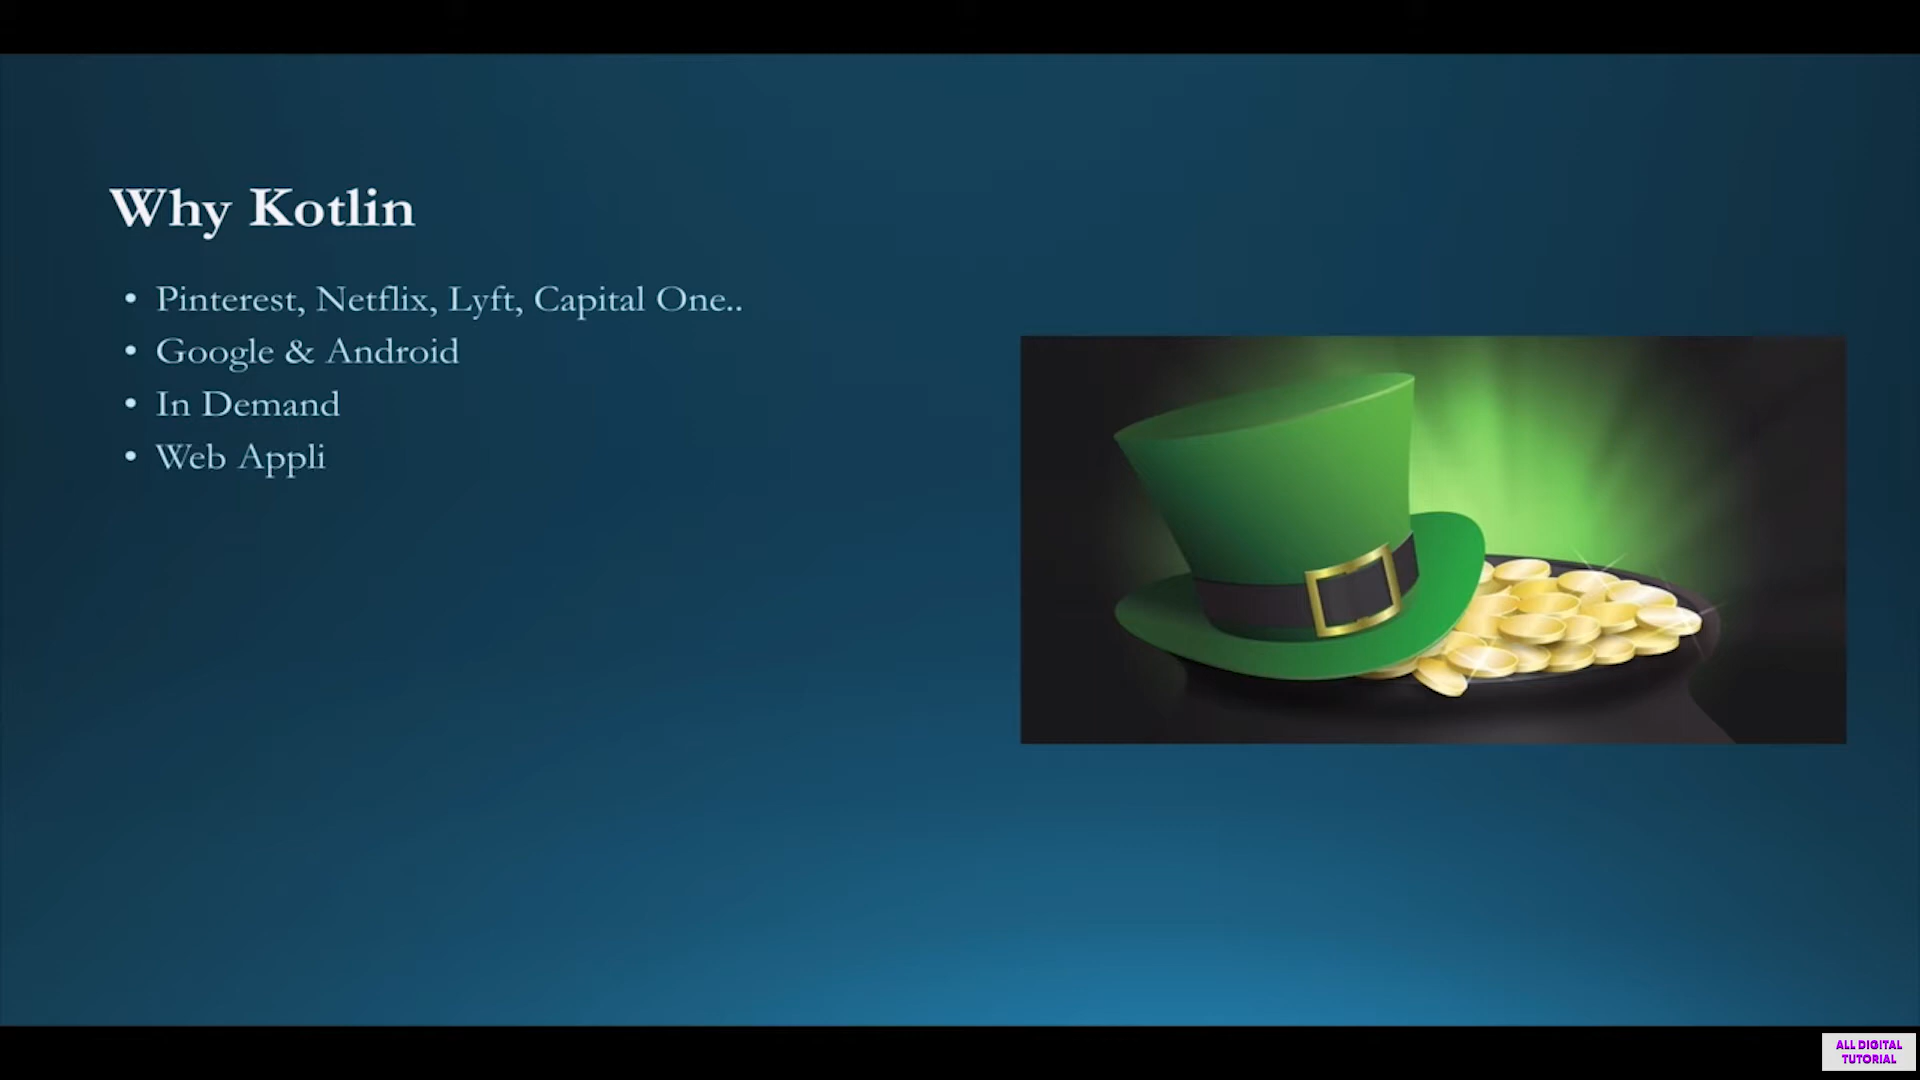 Why Kotlin
• Pinterest, Netflix, Lyft, Capital One..
• Google & Android
• In Demand
• Web Appli
ALL DIGITAL
TUTORIAL